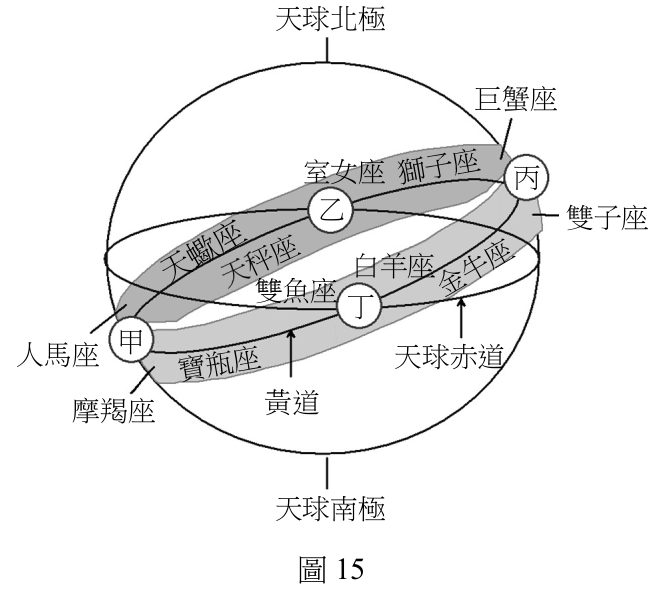 天球北極
巨蟹座
室女座 獅子座
丙
乙
雙子座
天蠍座
天秤座
白羊座
金牛座
雙魚座
丁
甲
人馬座
寶瓶座
天球赤道
摩羯座
黃道
天球南極
圖 15